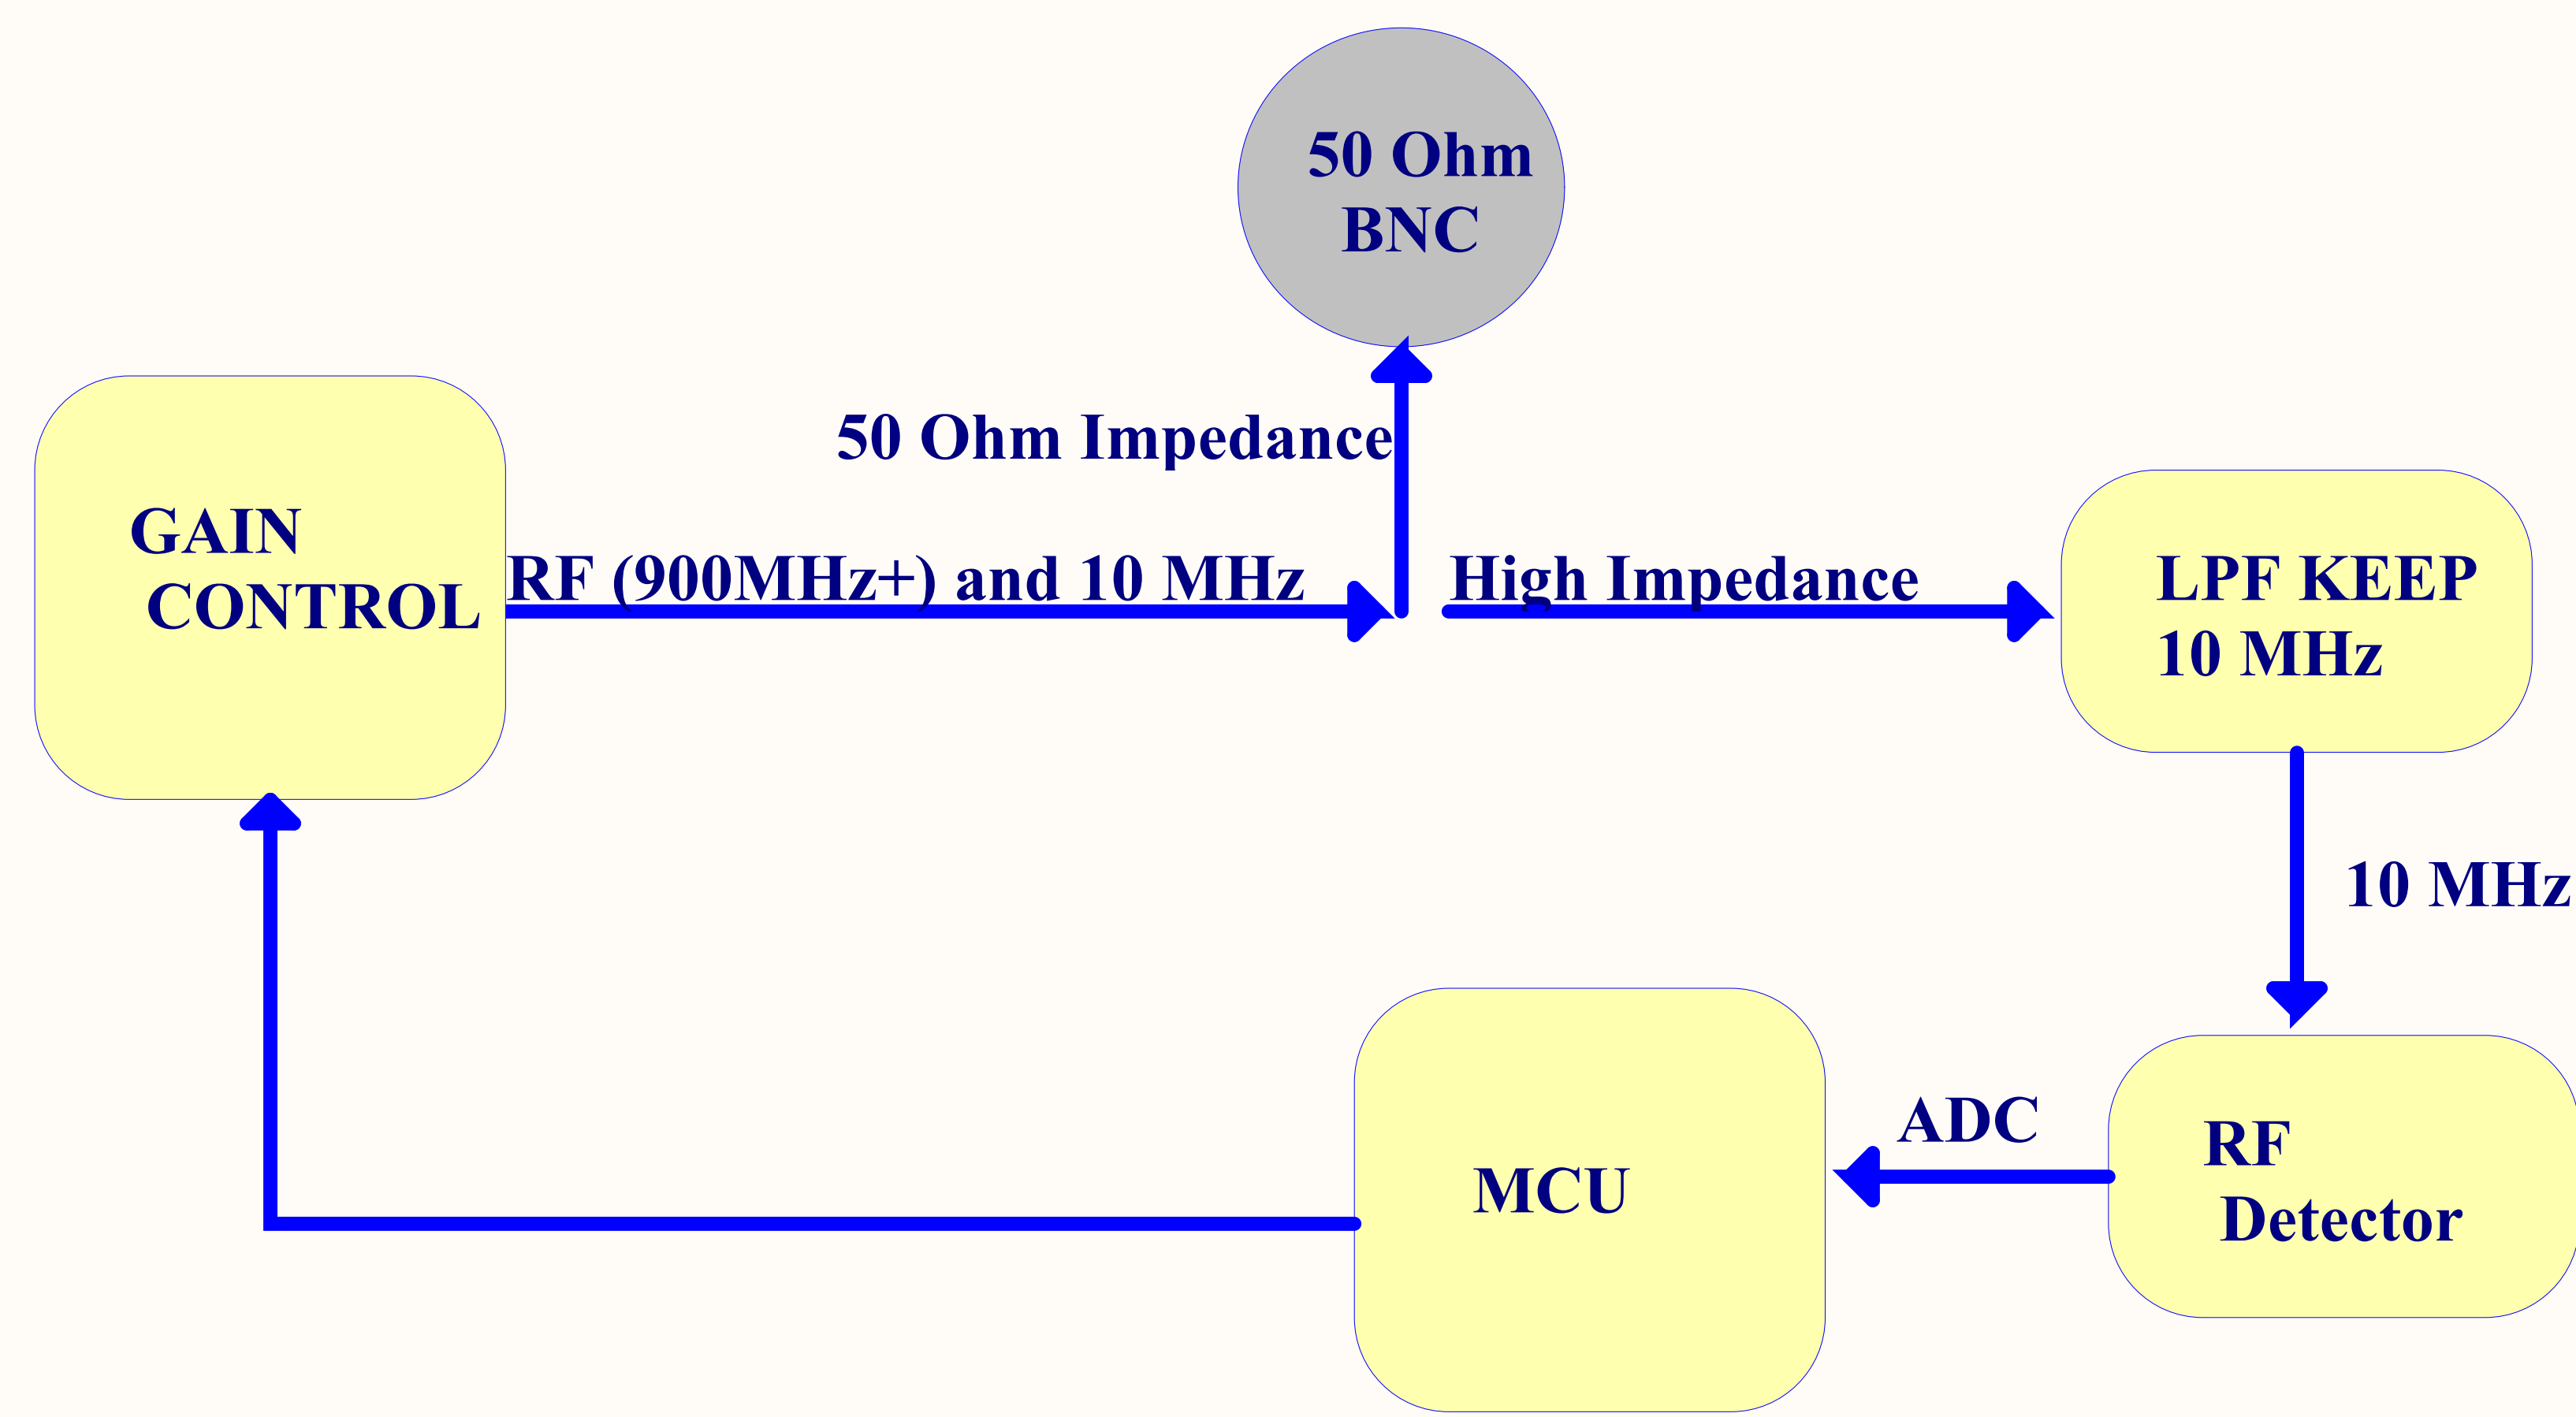 50 Ohm
BNC
50 Ohm Impedance
GAIN
CONTROL
RF (900MHz+) and 10 MHz
High Impedance
LPF KEEP
10 MHz
10 MHz
ADC
RF
Detector
MCU